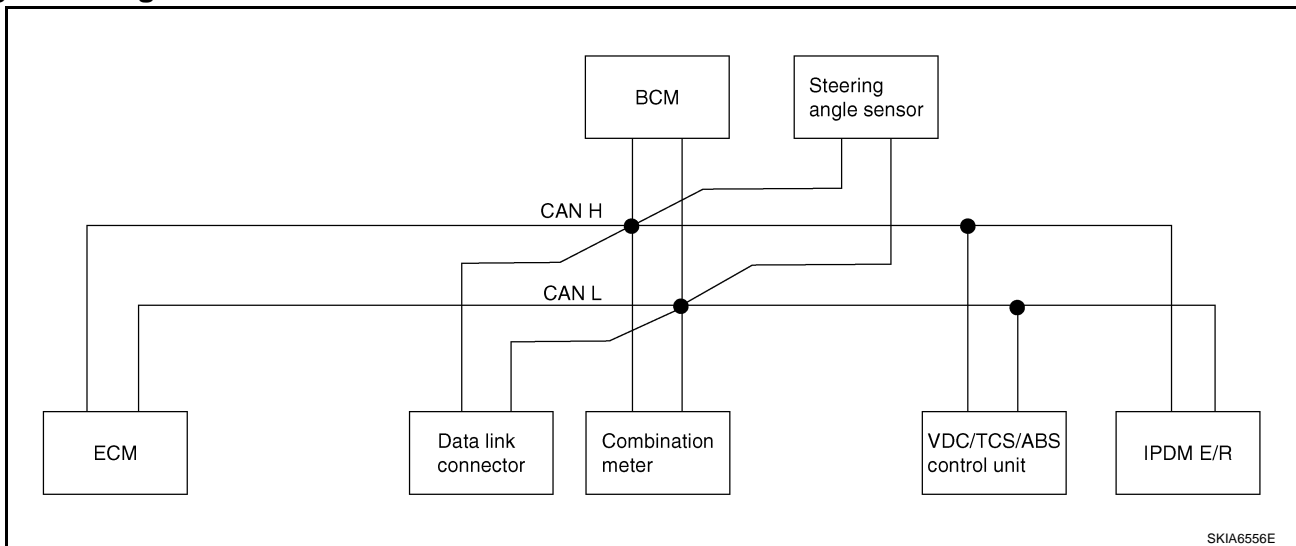 BCM
Steering
angle sensor
CAN H
CAN L
ECM
Data link
connector
Combination
meter
VDC/TCS/ABS
control unit
IPDM E/R
SKIA6556E